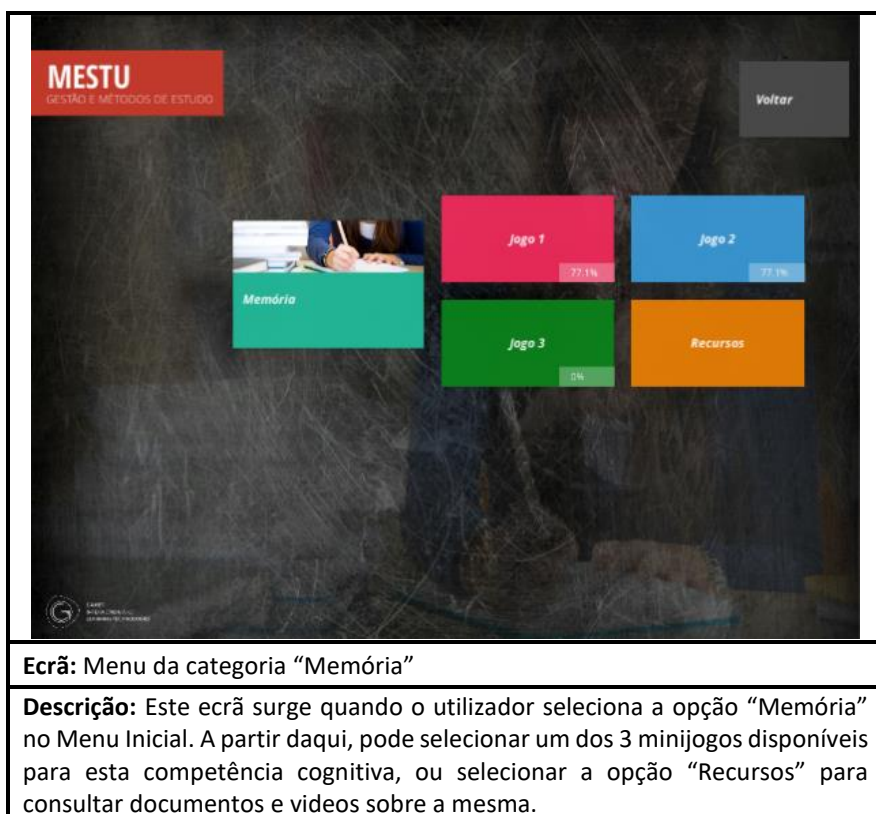 MESTU
GESTÃO E MÉTODOS DE ESTUDO
Voltar
Jogo 1
77.1%
Jogo 2
77.1%
Memória
Jogo 3
0%
Recursos
Ecrã: Menu da categoria “Memória”
Descrição: Este ecrã surge quando o utilizador seleciona a opção “Memória”
no Menu Inicial. A partir daqui, pode selecionar um dos 3 minijogos disponíveis
para esta competência cognitiva, ou selecionar a opção “Recursos” para
consultar documentos e videos sobre a mesma.